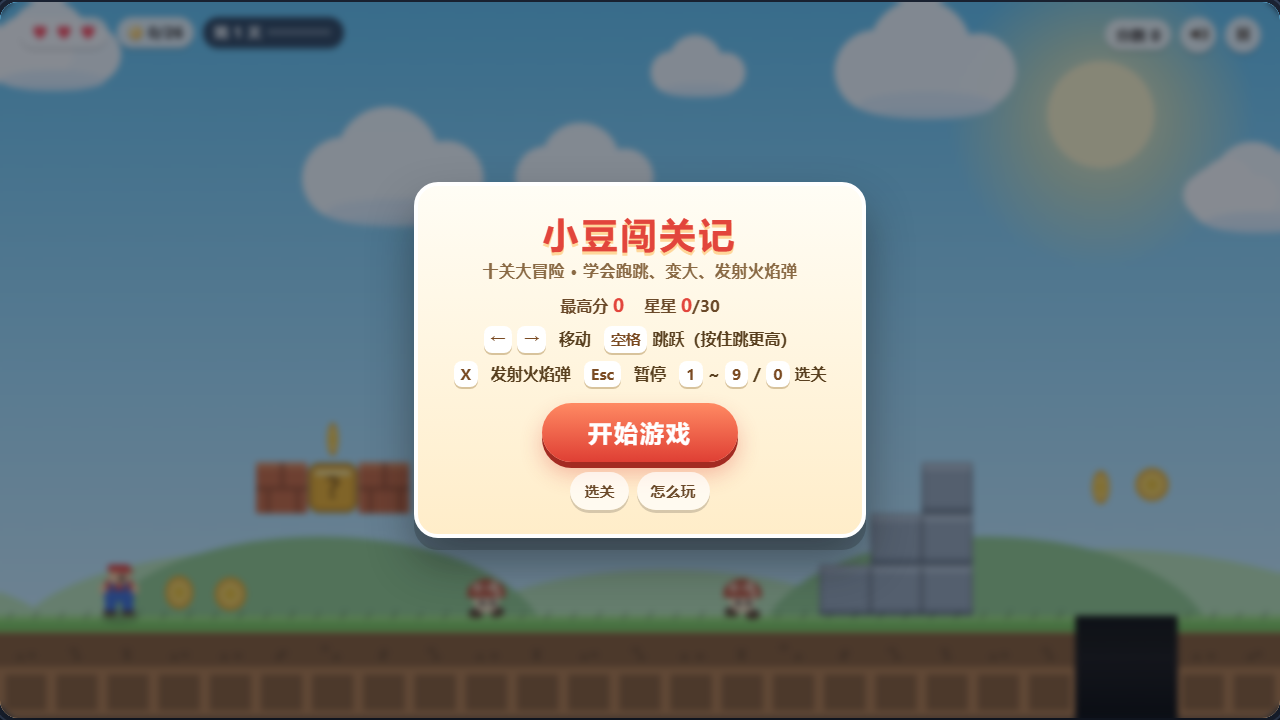 小豆闯关记
十关大冒险 • 学会跑跳、变大、发射火焰弹
最高分 0 星星 0/30
← → 移动 空格 跳跃（按住跳更高）
X 发射火焰弹 Esc 暂停 1 ~ 9 / 0 选关
开始游戏
选关 怎么玩
?